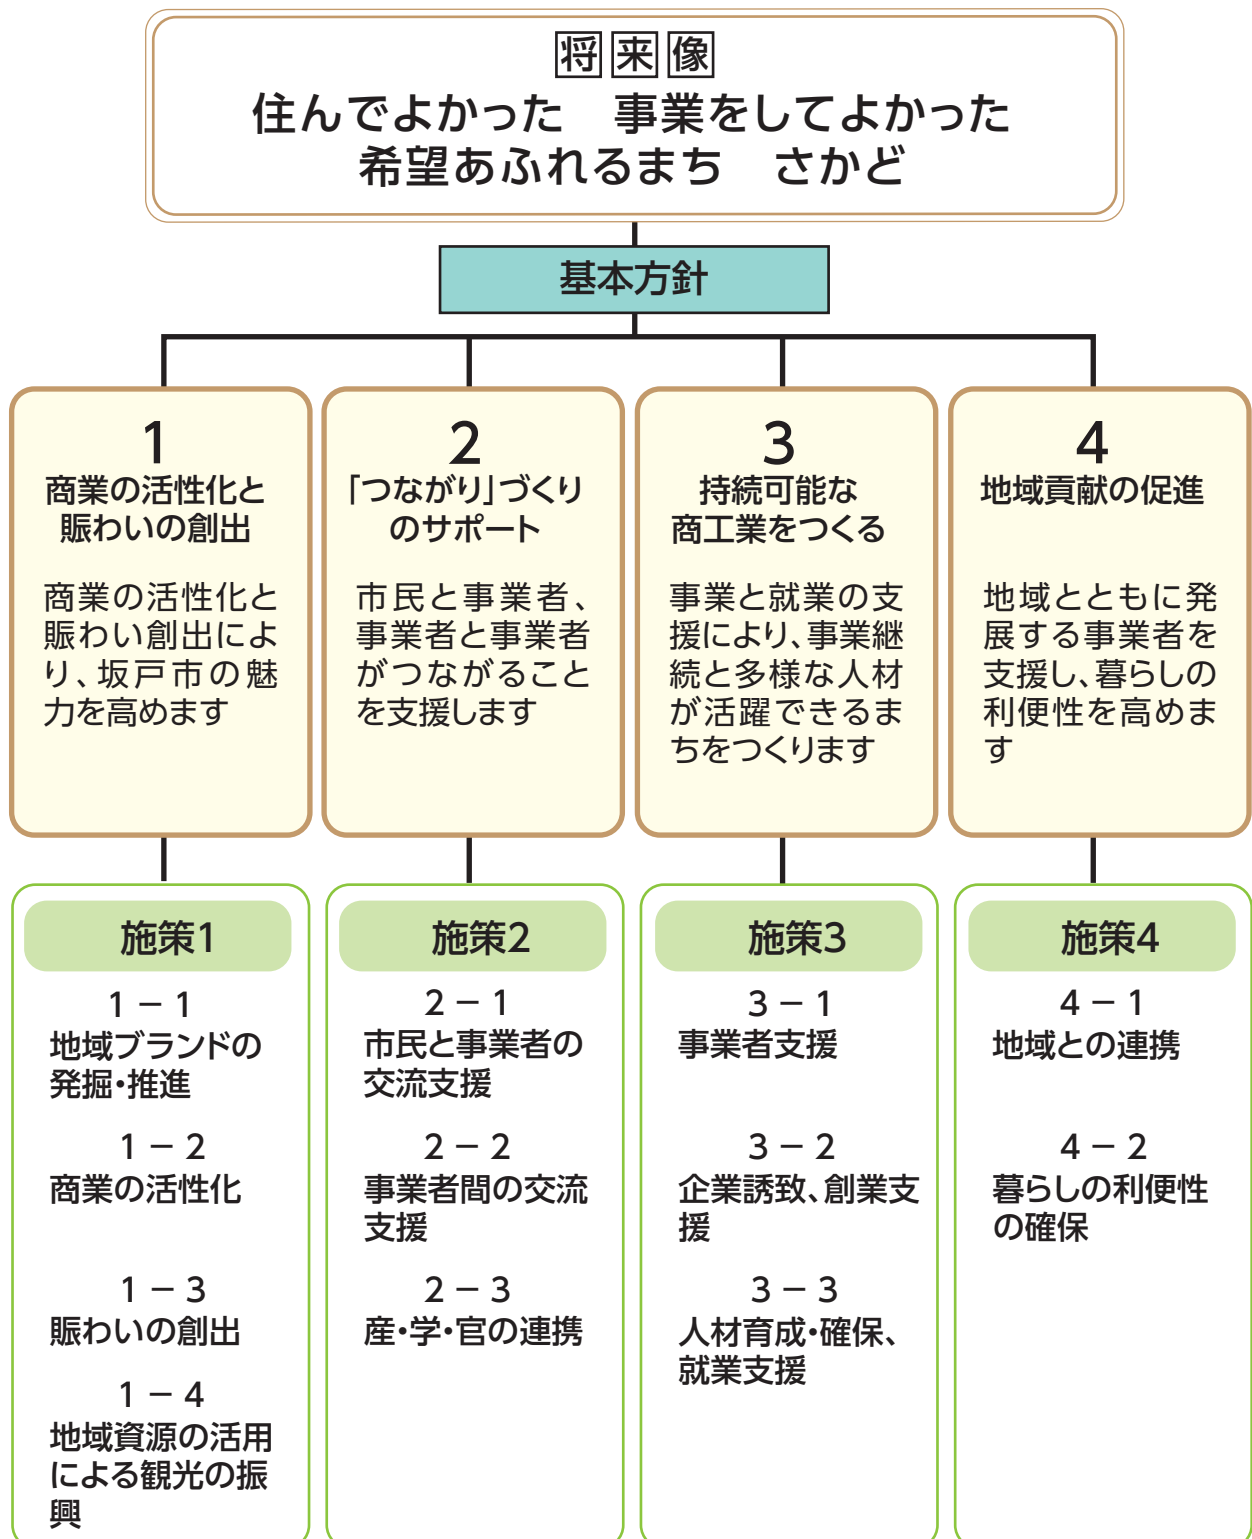 将来像
住んでよかった　事業をしてよかった
希望あふれるまち　さかど
基本方針
1
商業の活性化と
賑わいの創出
商業の活性化と
賑わい創出によ
り、坂戸市の魅
力を高めます
2
「つながり」づくり
のサポート
市民と事業者、
事業者と事業者
がつながること
を支援します
3
持続可能な
商工業をつくる
事業と就業の支
援により、事業継
続と多様な人材
が活躍できるま
ちをつくります
4
地域貢献の促進
地域とともに発
展する事業者を
支援し、暮らしの
利便性を高めま
す
施策1
1－1
地域ブランドの
発掘・推進
1－2
商業の活性化
1－3
賑わいの創出
1－4
地域資源の活用
による観光の振
興
施策2
2－1
市民と事業者の
交流支援
2－2
事業者間の交流
支援
2－3
産・学・官の連携
施策3
3－1
事業者支援
3－2
企業誘致、創業支
援
3－3
人材育成・確保、
就業支援
施策4
4－1
地域との連携
4－2
暮らしの利便性
の確保